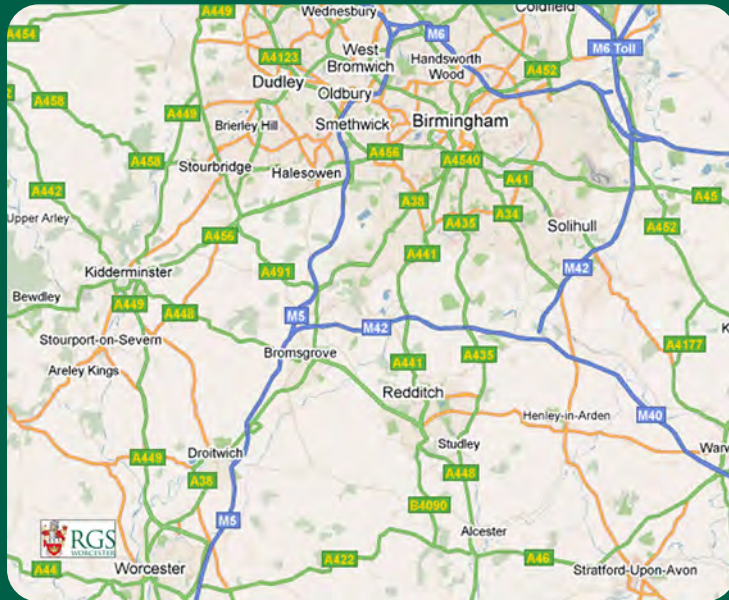 A449
Wednesbury
Coldfield
A454
M6
M6 Toll
A4123
West
Bromwich
Handsworth
Wood
A452
Dudley
Oldbury
A458
A449
Brierley Hill
Smethwick
Birmingham
A458
Stourbridge
Halesowen
A456
A4540
A41
A442
A38
A34
A45
Upper Arley
A435
Solihull
A452
A456
A441
Kidderminster
A491
M42
Bewdley
A449
A448
M5
M42
Stourport-on-Severn
Bromsgrove
A4177
Areley Kings
A441
A435
Redditch
Henley-in-Arden
M40
Studley
Droitwich
A449
A38
A448
B4090
M5
Alcester
RGS
WORCESTER
A422
A46
A44
Worcester
Stratford-Upon-Avon